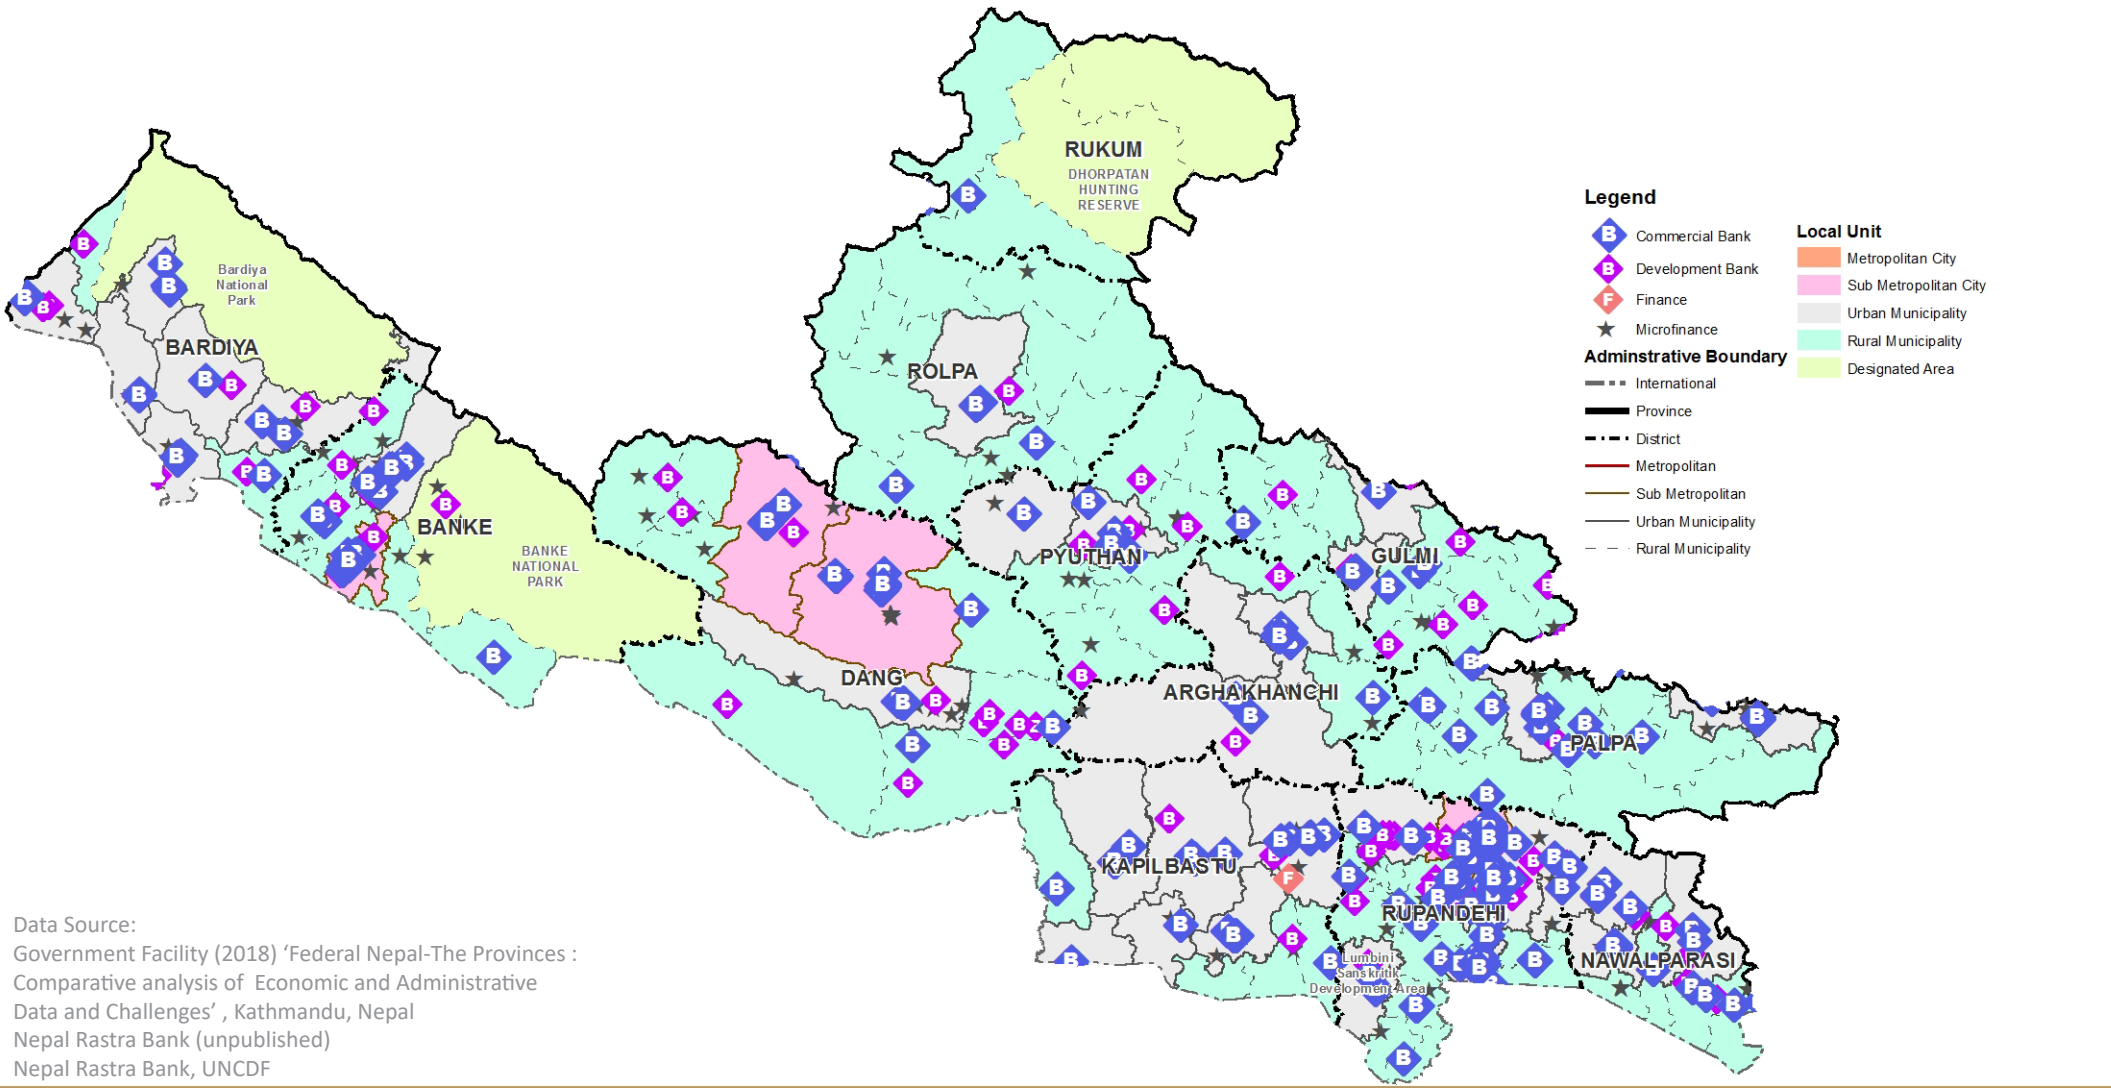 RUKUM
DHORPATAN
HUNTING
RESERVE
Bardiya
National
Park
BARDIYA
ROLPA
BANKE
BANKE
NATIONAL
PARK
PYUTHAN
GULMI
DANG
ARGHAKHANCHI
PALPA
KAPILBASTU
RUPANDEHI
NAWALPARASI
Lumbini
Sanskritik
Development Area
Legend
B Commercial Bank
B Development Bank
F Finance
Microfinance
Adminstrative Boundary
International
Province
District
Metropolitan
Sub Metropolitan
Urban Municipality
Rural Municipality
Local Unit
Metropolitan City
Sub Metropolitan City
Urban Municipality
Rural Municipality
Designated Area
Data Source:
Government Facility (2018) ‘Federal Nepal-The Provinces :
Comparative analysis of Economic and Administrative
Data and Challenges’ , Kathmandu, Nepal
Nepal Rastra Bank (unpublished)
Nepal Rastra Bank, UNCDF